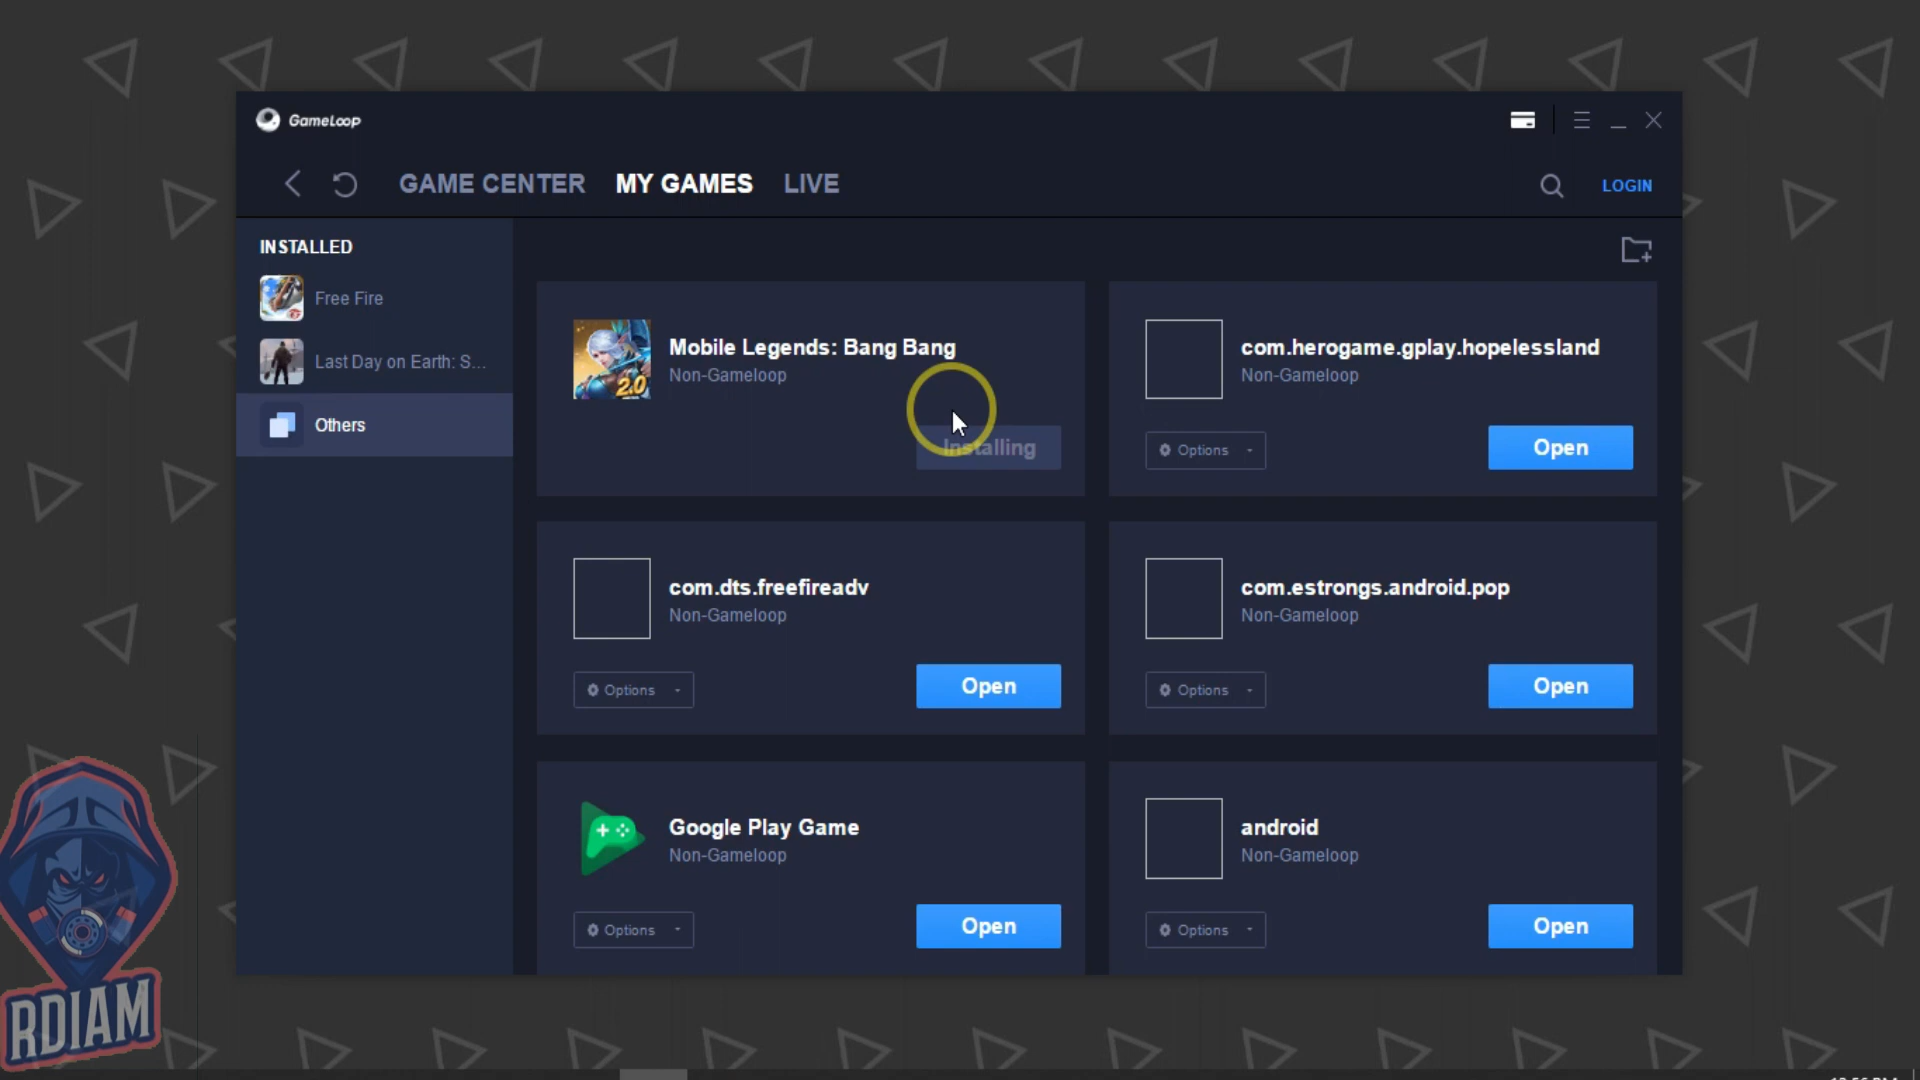 GameLoop
GAME CENTER MY GAMES LIVE
LOGIN
INSTALLED
Free Fire
Last Day on Earth: S...
Others
Mobile Legends: Bang Bang
Non-Gameloop
2.0
Installing
com.herogame.gplay.hopelessland
Non-Gameloop
Options
Open
com.dts.freefireadv
Non-Gameloop
Options
Open
com.estrongs.android.pop
Non-Gameloop
Options
Open
Google Play Game
Non-Gameloop
Options
Open
android
Non-Gameloop
Options
Open
RDIAM